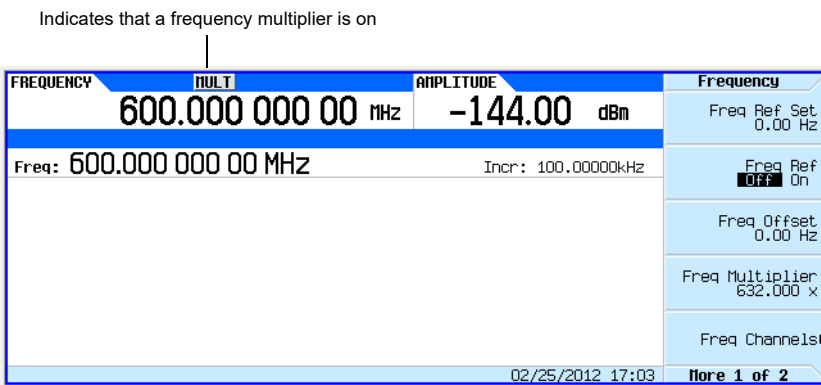 Indicates that a frequency multiplier is on
FREQUENCY MULT AMPLITUDE Frequency
600.000 000 00 MHz -144.00 dBm
Freq Ref Set
0.00 Hz
Freq: 600.000 000 00 MHz Incr: 100.00000kHz
Freq Ref
Off On
Freq Offset
0.00 Hz
Freq Multiplier
632.000 x
Freq Channels
02/25/2012 17:03 More 1 of 2